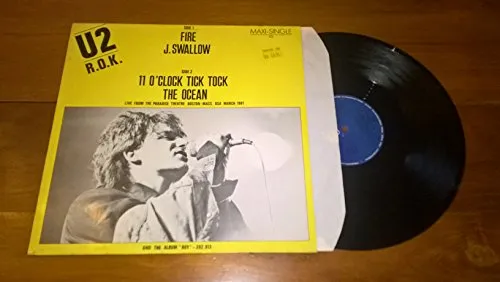 U2
R.O.K.
SIDE 1
FIRE
J. SWALLOW
MAXI-SINGLE
SIDE 2
11 O'CLOCK TICK TOCK
THE OCEAN
LIVE FROM THE PARADISE THEATRE BOSTON MASS, USA MARCH 1981
AND THE ALBUM "BOY"